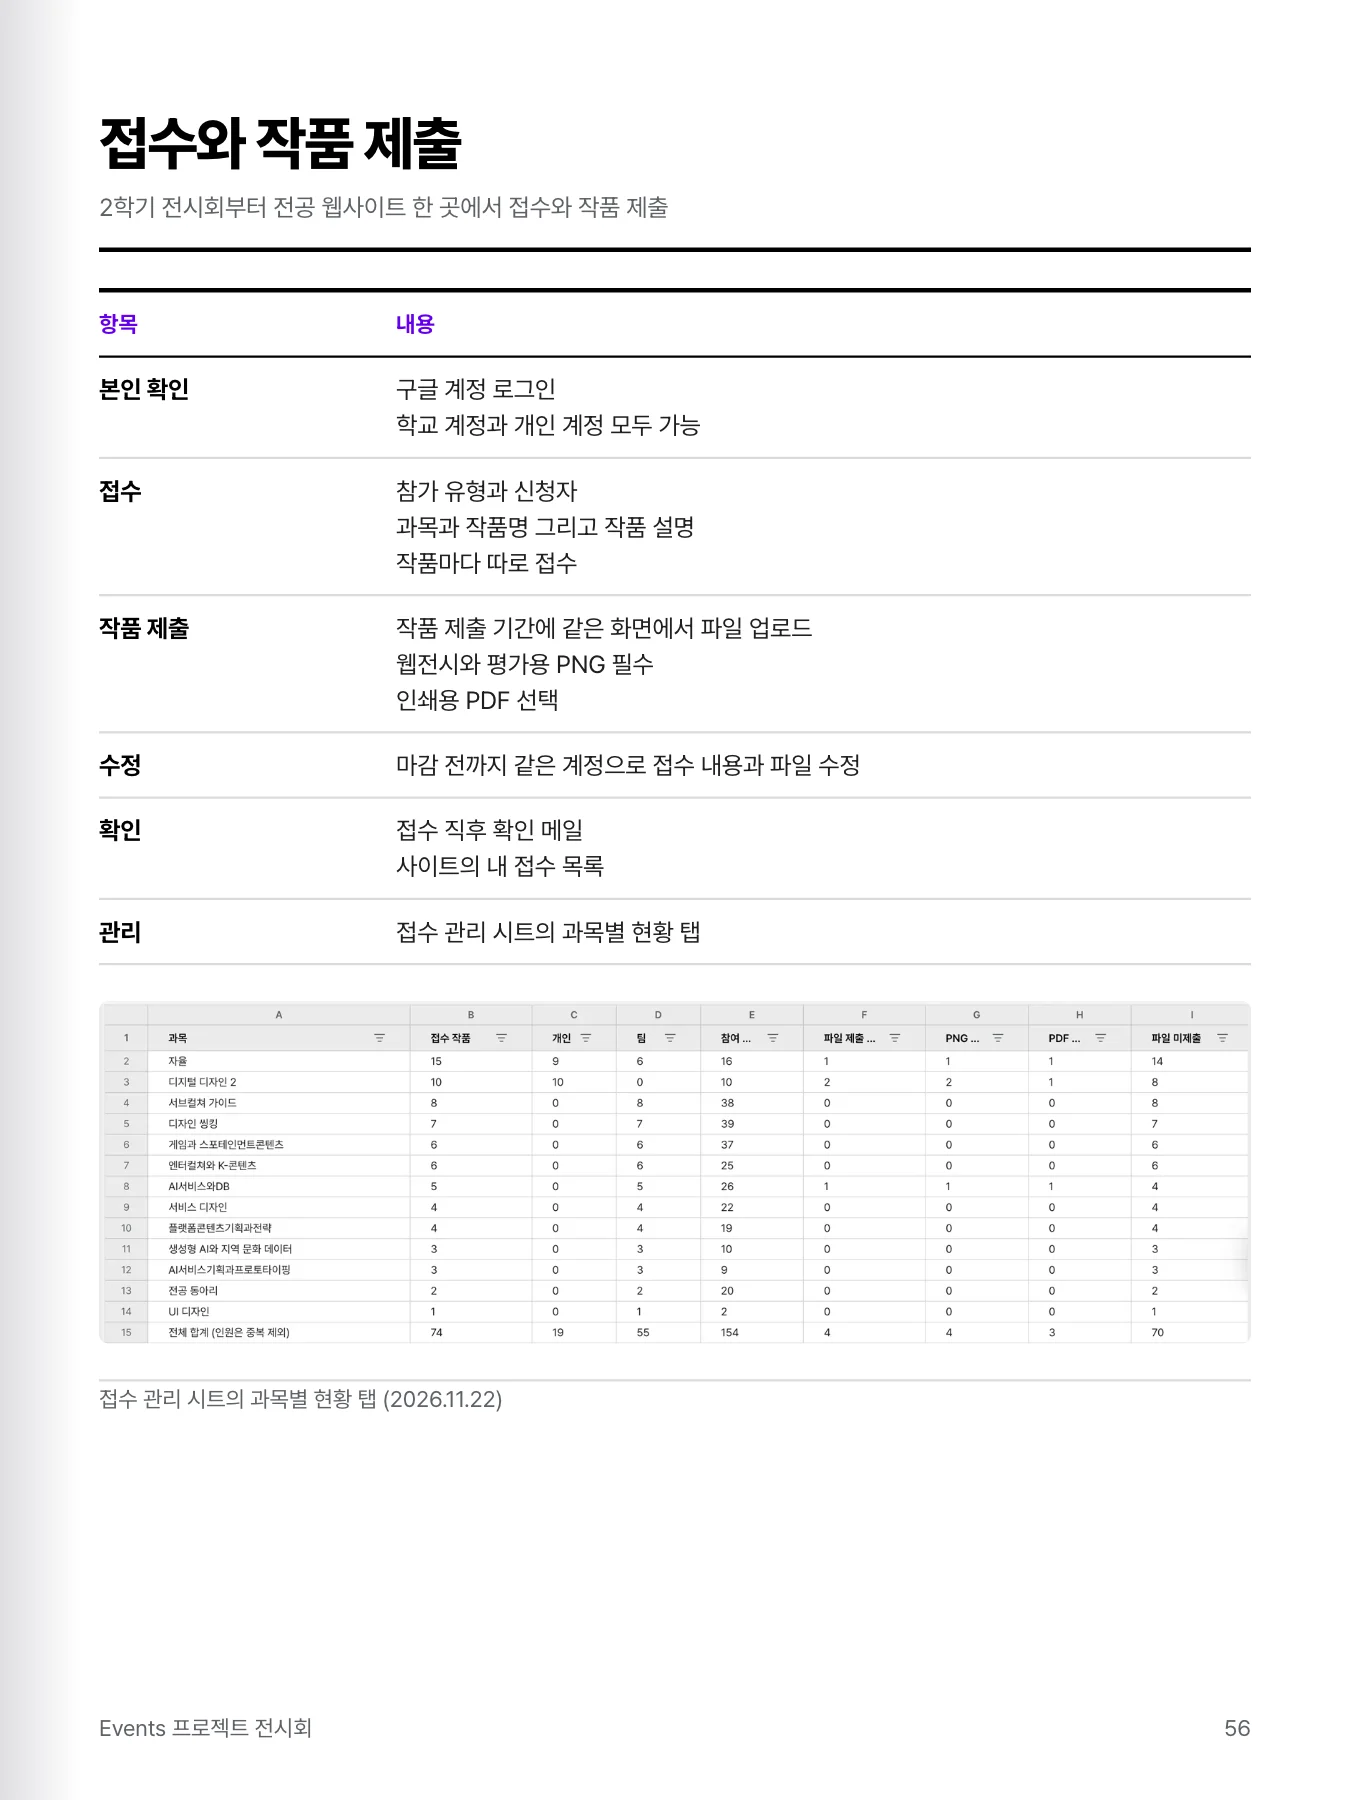 접수와 작품 제출
2학기 전시회부터 전공 웹사이트 한 곳에서 접수와 작품 제출
항목 내용
본인 확인 구글 계정 로그인
학교 계정과 개인 계정 모두 가능
접수 참가 유형과 신청자
과목과 작품명 그리고 작품 설명
작품마다 따로 접수
작품 제출 작품 제출 기간에 같은 화면에서 파일 업로드
웹전시와 평가용 PNG 필수
인쇄용 PDF 선택
수정 마감 전까지 같은 계정으로 접수 내용과 파일 수정
확인 접수 직후 확인 메일
사이트의 내 접수 목록
관리 접수 관리 시트의 과목별 현황 탭
A B C D E F G H I
1 과목 접수 작품 개인 팀 참여 ... 파일 제출 ... PNG ... PDF ... 파일 미제출
2 자율 15 9 6 16 1 1 1 14
3 디지털 디자인 2 10 10 0 10 2 2 1 8
4 서브컬쳐 가이드 8 0 8 38 0 0 0 8
5 디자인 씽킹 7 0 7 39 0 0 0 7
6 게임과 스포테인먼트콘텐츠 6 0 6 37 0 0 0 6
7 엔터컬쳐와 K-콘텐츠 6 0 6 25 0 0 0 6
8 AI서비스와DB 5 0 5 26 1 1 1 4
9 서비스 디자인 4 0 4 22 0 0 0 4
10 플랫폼콘텐츠기획과전략 4 0 4 19 0 0 0 4
11 생성형 AI와 지역 문화 데이터 3 0 3 10 0 0 0 3
12 AI서비스기획과프로토타이핑 3 0 3 9 0 0 0 3
13 전공 동아리 2 0 2 20 0 0 0 2
14 UI 디자인 1 0 1 2 0 0 0 1
15 전체 합계 (인원은 중복 제외) 74 19 55 154 4 4 3 70
접수 관리 시트의 과목별 현황 탭 (2026.11.22)
Events 프로젝트 전시회 56